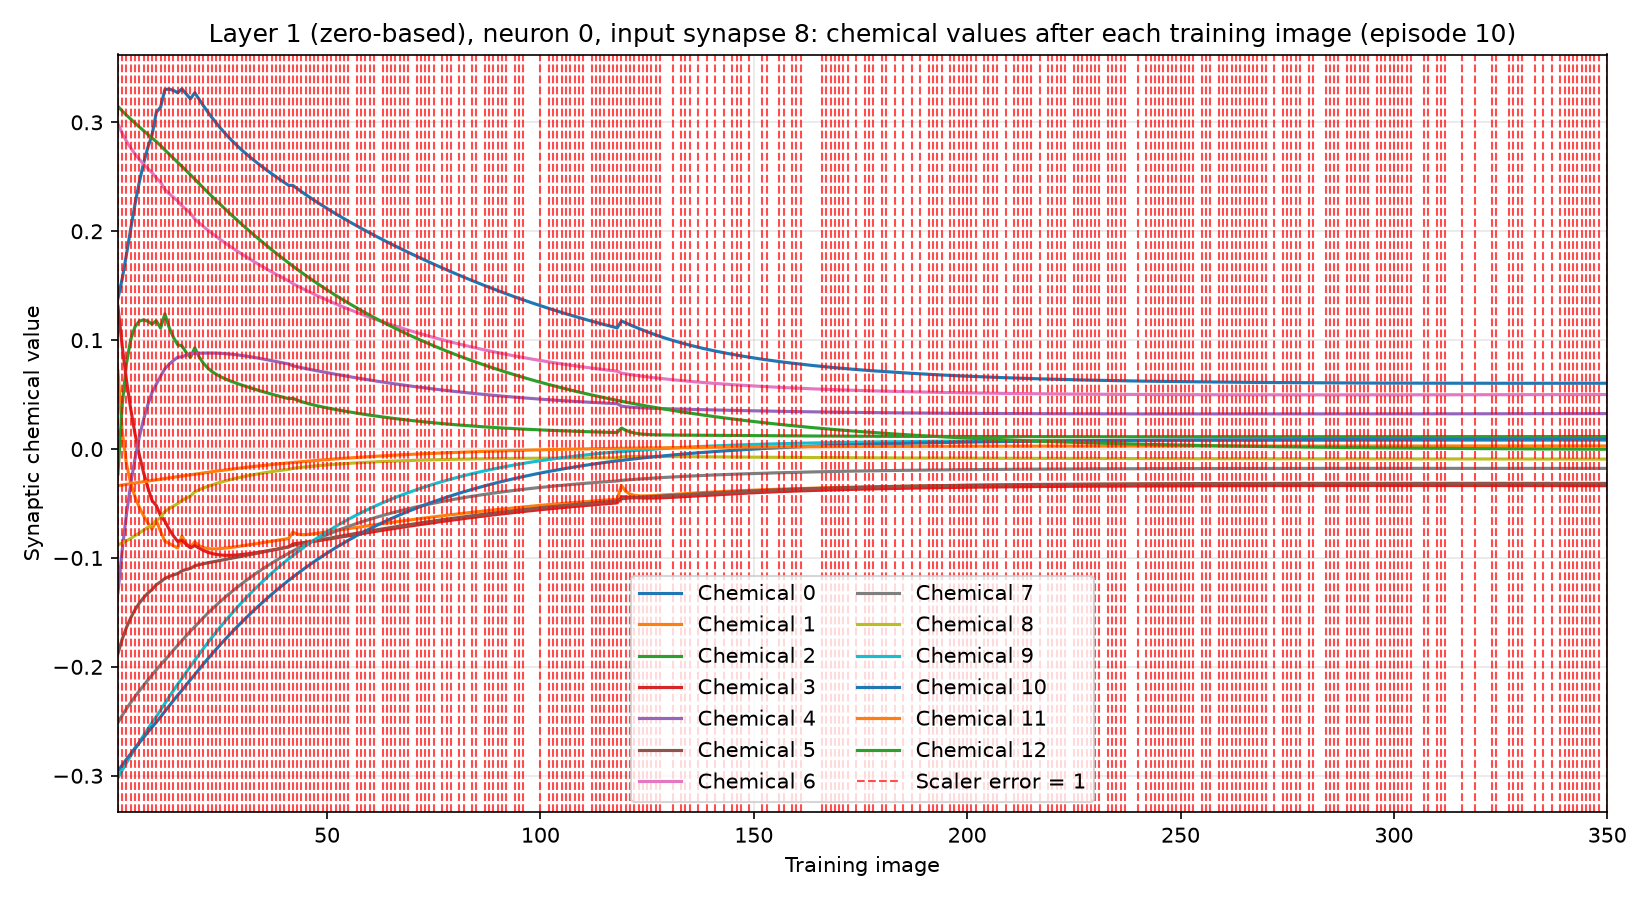 Layer 1 (zero-based), neuron 0, input synapse 8: chemical values after each training image (episode 10)
Synaptic chemical value
0.3
0.2
0.1
0.0
−0.1
−0.2
−0.3
Chemical 0
Chemical 1
Chemical 2
Chemical 3
Chemical 4
Chemical 5
Chemical 6
Chemical 7
Chemical 8
Chemical 9
Chemical 10
Chemical 11
Chemical 12
Scaler error = 1
50 100 150 200 250 300 350
Training image